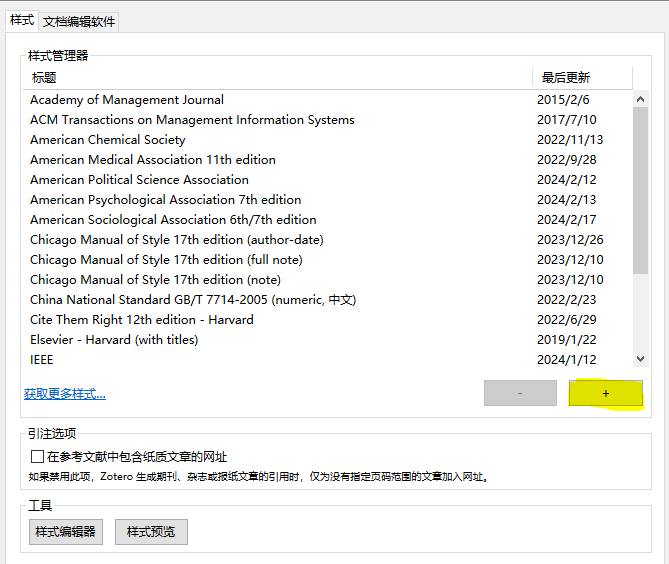 样式 文档编辑软件
样式管理器
标题 最后更新
Academy of Management Journal 2015/2/6
ACM Transactions on Management Information Systems 2017/7/10
American Chemical Society 2022/11/13
American Medical Association 11th edition 2022/9/28
American Political Science Association 2024/2/12
American Psychological Association 7th edition 2024/2/13
American Sociological Association 6th/7th edition 2024/2/17
Chicago Manual of Style 17th edition (author-date) 2023/12/26
Chicago Manual of Style 17th edition (full note) 2023/12/10
Chicago Manual of Style 17th edition (note) 2023/12/10
China National Standard GB/T 7714-2005 (numeric, 中文) 2022/2/23
Cite Them Right 12th edition - Harvard 2022/6/29
Elsevier - Harvard (with titles) 2019/1/22
IEEE 2024/1/12
获取更多样式... - +
引注选项
在参考文献中包含纸质文章的网址
如果禁用此项，Zotero 生成期刊、杂志或报纸文章的引用时，仅为没有指定页码范围的文章加入网址。
工具
样式编辑器 样式预览